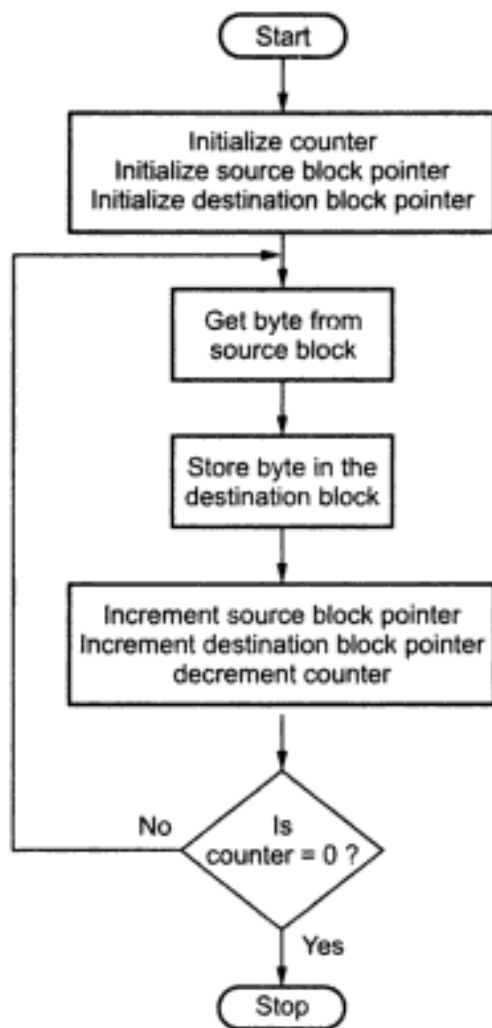 Start
Initialize counter
Initialize source block pointer
Initialize destination block pointer
Get byte from
source block
Store byte in the
destination block
Increment source block pointer
Increment destination block pointer
decrement counter
No
Is
counter = 0 ?
Yes
Stop